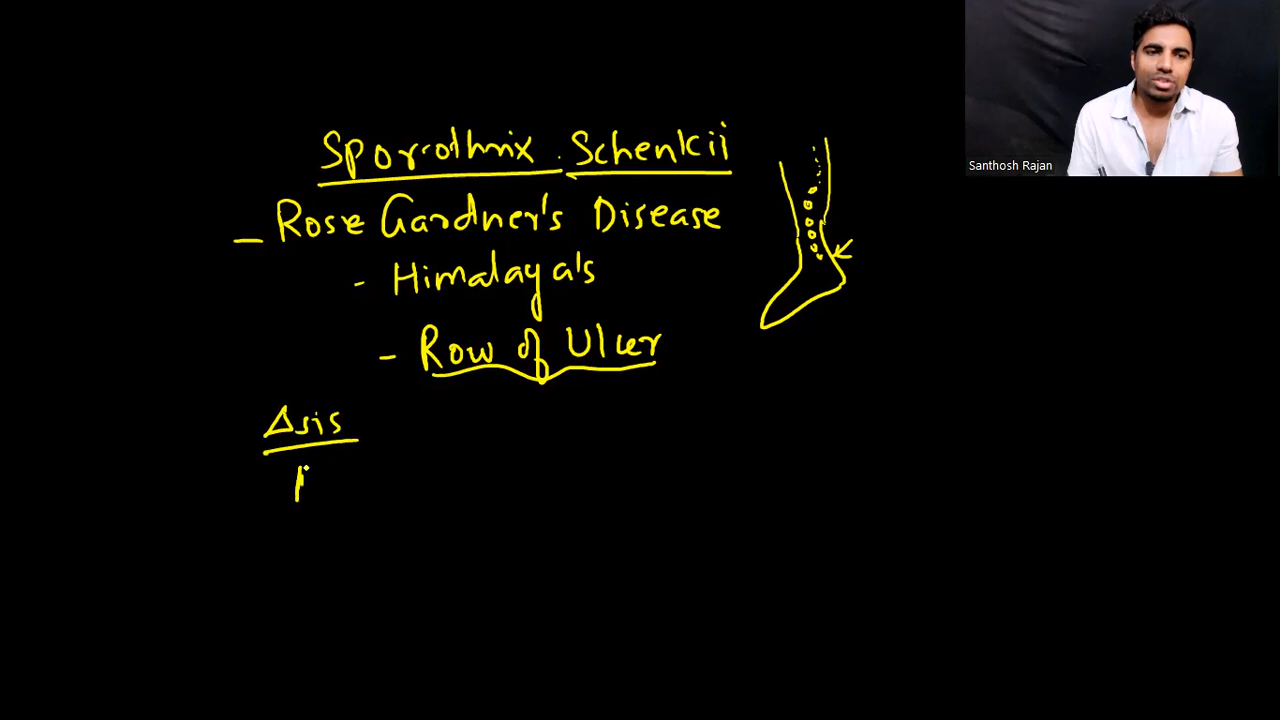 Sporothrix Schenkii
- Rose Gardner's Disease
- Himalaya's
- Row of Ulcer
Δsis
Santhosh Rajan